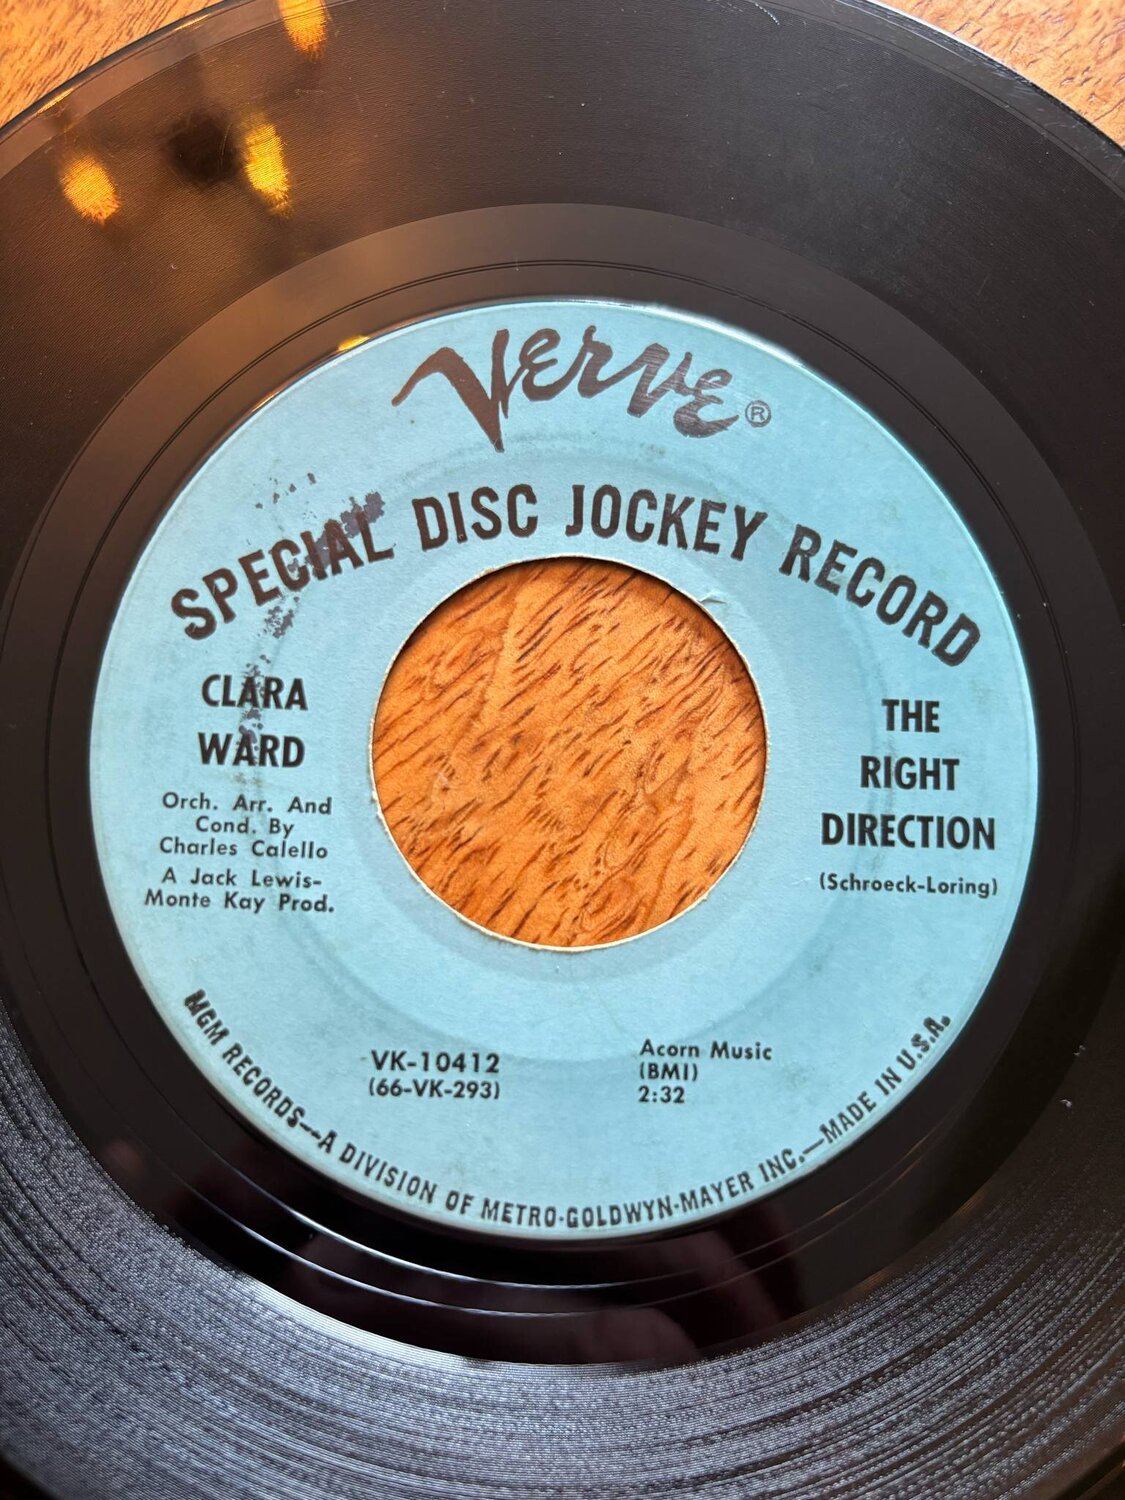 Verve®
SPECIAL DISC JOCKEY RECORD
CLARA
WARD
Orch. Arr. And
Cond. By
Charles Calello
A Jack Lewis-
Monte Kay Prod.
THE
RIGHT
DIRECTION
(Schroeck-Loring)
VK-10412
(66-VK-293)
Acorn Music
(BMI)
2:32
MGM RECORDS—A DIVISION OF METRO-GOLDWYN-MAYER INC.—MADE IN U.S.A.